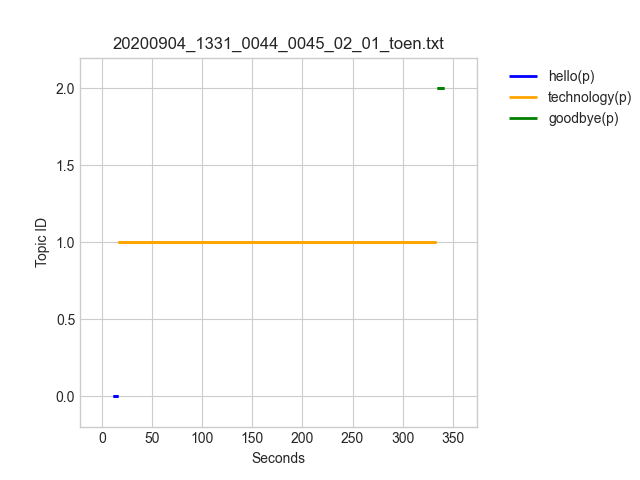 20200904_1331_0044_0045_02_01_toen.txt
hello(p)
technology(p)
goodbye(p)
Topic ID
2.0
1.5
1.0
0.5
0.0
0 50 100 150 200 250 300 350
Seconds